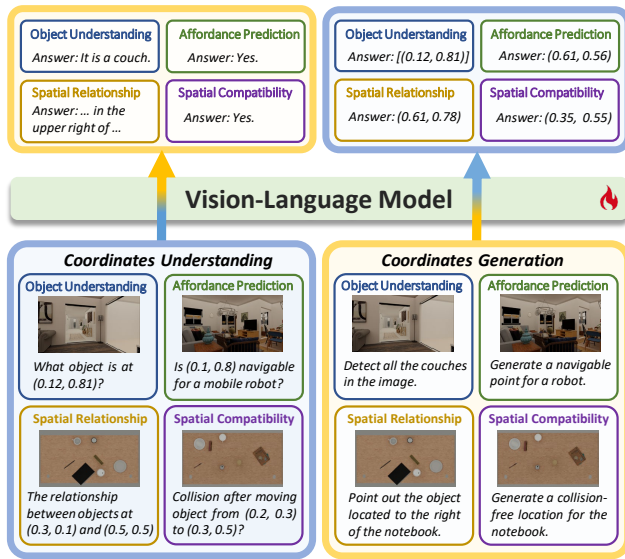 Object Understanding
Answer: It is a couch.
Affordance Prediction
Answer: Yes.
Spatial Relationship
Answer: ... in the
upper right of ...
Spatial Compatibility
Answer: Yes.
Object Understanding
Answer: [(0.12, 0.81)]
Affordance Prediction
Answer: (0.61, 0.56)
Spatial Relationship
Answer: (0.61, 0.78)
Spatial Compatibility
Answer: (0.35, 0.55)
Vision-Language Model
Coordinates Understanding
Object Understanding
What object is at
(0.12, 0.81)?
Affordance Prediction
Is (0.1, 0.8) navigable
for a mobile robot?
Spatial Relationship
The relationship
between objects at
(0.3, 0.1) and (0.5, 0.5)
Spatial Compatibility
Collision after moving
object from (0.2, 0.3)
to (0.3, 0.5)?
Coordinates Generation
Object Understanding
Detect all the couches
in the image.
Affordance Prediction
Generate a navigable
point for a robot.
Spatial Relationship
Point out the object
located to the right
of the notebook.
Spatial Compatibility
Generate a collision-
free location for the
notebook.